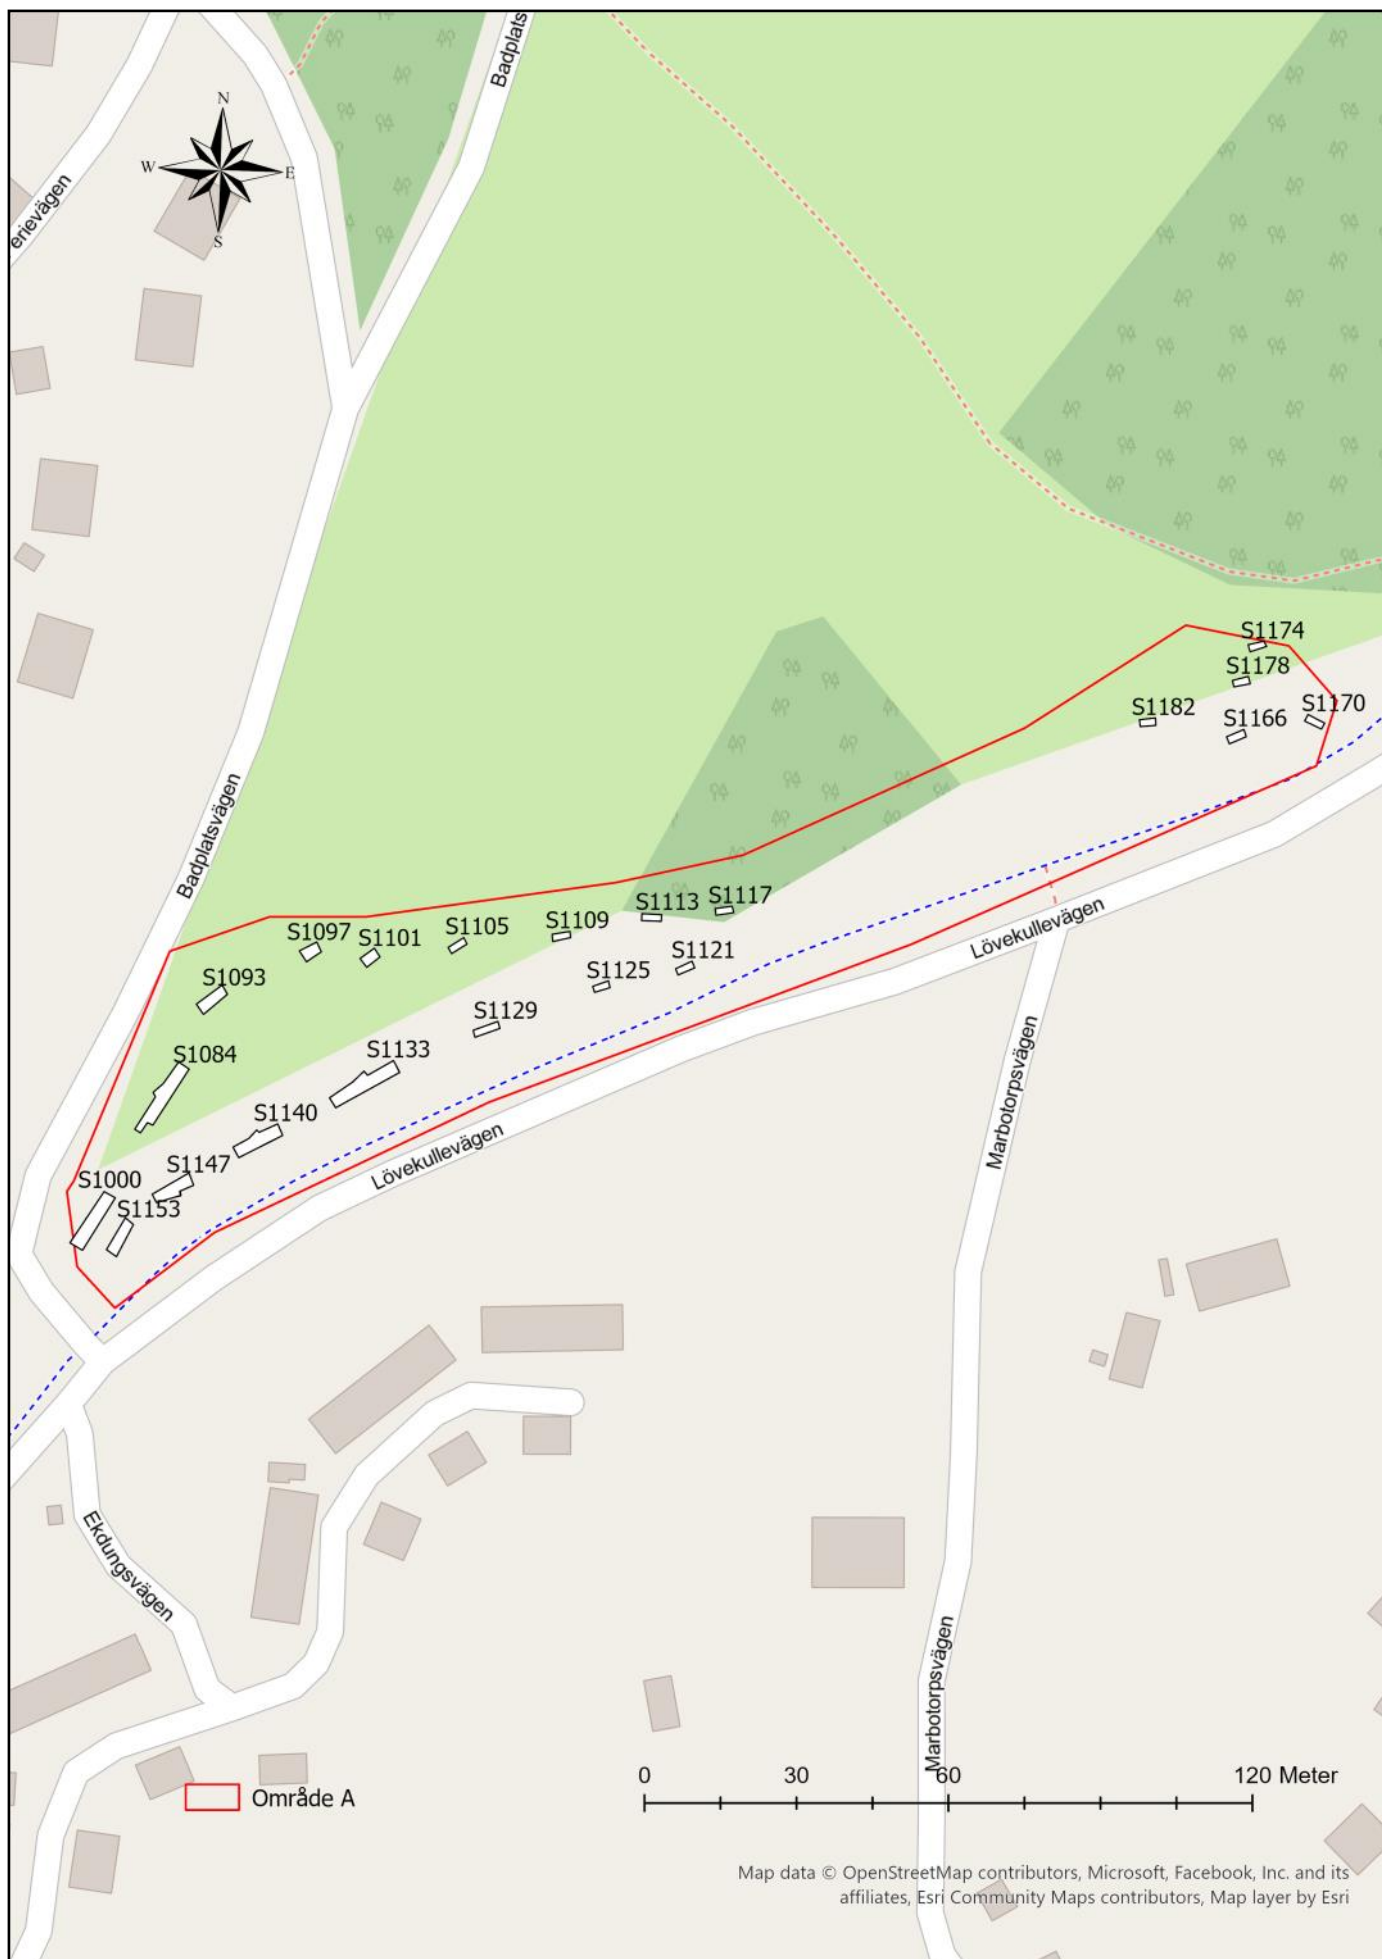 Badplats
N
W
E
S
erievägen
S1174
S1178
S1182
S1170
S1166
Badplatsvägen
S1113
S1117
S1097
S1101
S1105
S1109
Lövekullevägen
S1121
S1093
S1125
S1129
S1084
S1133
Marbotorpsvägen
S1140
Lövekullevägen
S1147
S1000
S1153
Ekdungsvägen
Marbotorpsvägen
0 30 60 120 Meter
Område A
Map data © OpenStreetMap contributors, Microsoft, Facebook, Inc. and its
affiliates, Esri Community Maps contributors, Map layer by Esri